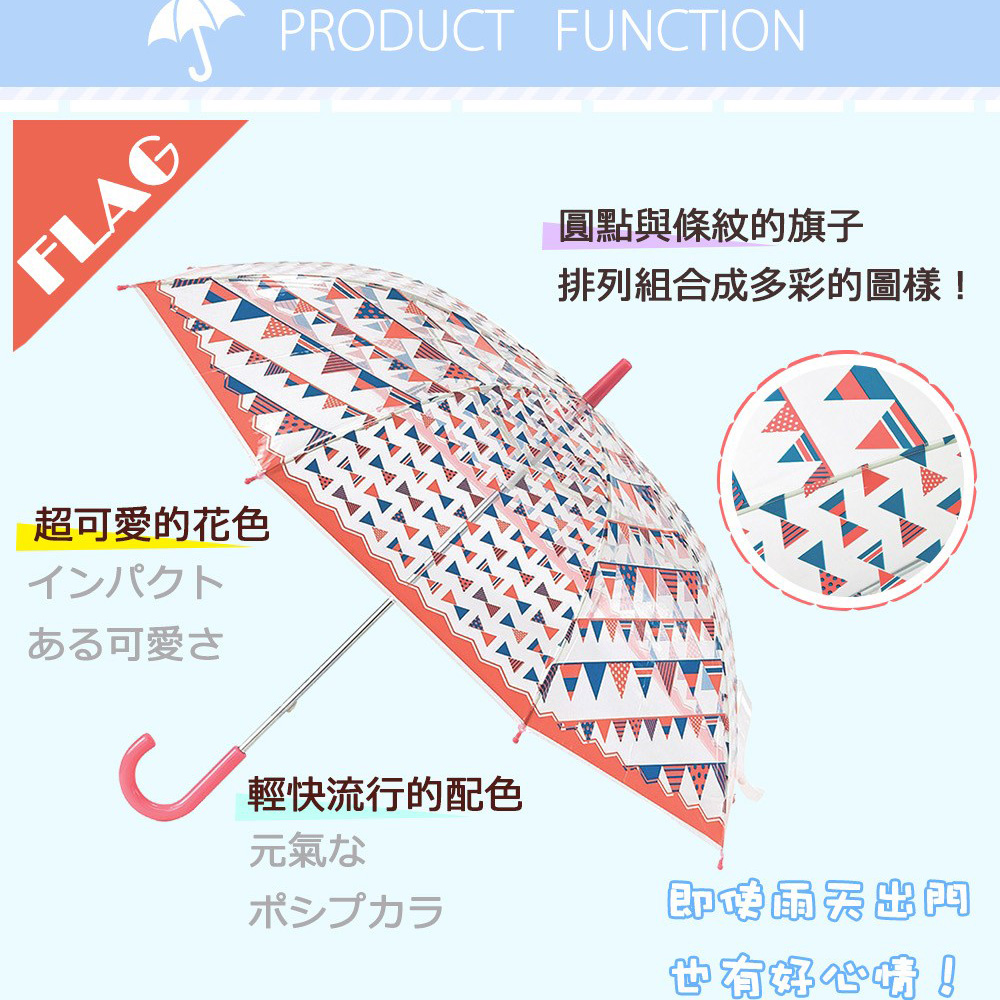 PRODUCT FUNCTION
FLAG
圓點與條紋的旗子
排列組合成多彩的圖樣！
超可愛的花色
インパクト
ある可愛さ
輕快流行的配色
元氣な
ポシプカラ
即使雨天出門
也有好心情！